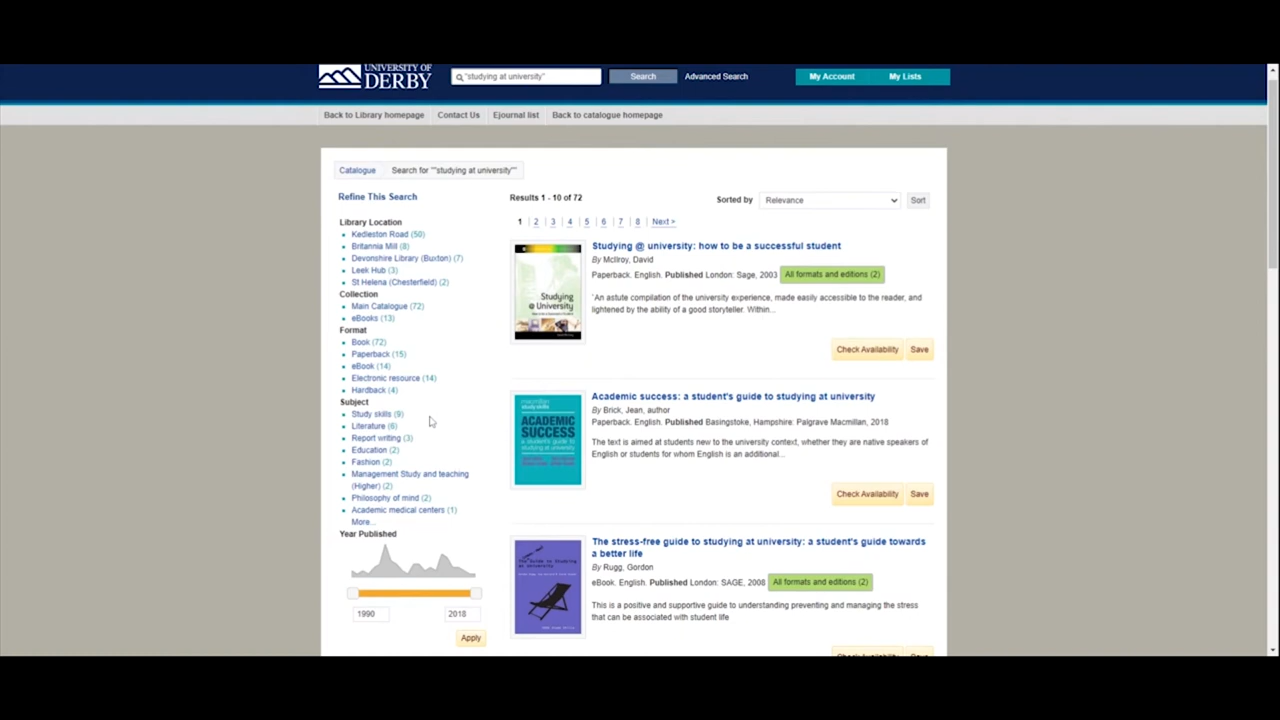 UNIVERSITY OF
DERBY
"studying at university"
Search
Advanced Search
My Account
My Lists
Back to Library homepage
Contact Us
Ejournal list
Back to catalogue homepage
Catalogue
Search for ""studying at university""
Refine This Search
Library Location
Kedleston Road (50)
Britannia Mill (8)
Devonshire Library (Buxton) (7)
Leek Hub (3)
St Helena (Chesterfield) (2)
Collection
Main Catalogue (72)
eBooks (13)
Format
Book (72)
Paperback (15)
eBook (14)
Electronic resource (14)
Hardback (4)
Subject
Study skills (9)
Literature (6)
Report writing (3)
Education (2)
Fashion (2)
Management Study and teaching
(Higher) (2)
Philosophy of mind (2)
Academic medical centers (1)
More...
Year Published
1990
2018
Apply
Results 1 - 10 of 72
Sorted by
Relevance
Sort
1 2 3 4 5 6 7 8 Next >
Studying
@ University
Studying @ university: how to be a successful student
By McIlroy, David
Paperback. English. Published London: Sage, 2003
All formats and editions (2)
'An astute compilation of the university experience, made easily accessible to the reader, and
lightened by the ability of a good storyteller. Within...
Check Availability
Save
macmillan
study skills
ACADEMIC
SUCCESS
Academic success: a student's guide to studying at university
By Brick, Jean, author
Paperback. English. Published Basingstoke, Hampshire: Palgrave Macmillan, 2018
The text is aimed at students new to the university context, whether they are native speakers of
English or students for whom English is an additional...
Check Availability
Save
The stress-free guide to studying at university: a student's guide towards
a better life
By Rugg, Gordon
eBook. English. Published London: SAGE, 2008
All formats and editions (2)
This is a positive and supportive guide to understanding preventing and managing the stress
that can be associated with student life
Check Availability
Save